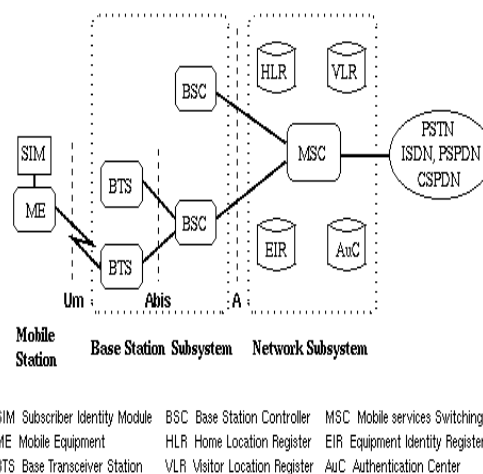 HLR VLR
BSC
PSTN
ISDN, PSPDN
CSPDN
SIM
MSC
BTS
ME
BSC
EIR AuC
BTS
Um Abis A
Mobile
Station
Base Station Subsystem Network Subsystem
SIM Subscriber Identity Module BSC Base Station Controller MSC Mobile services Switching
ME Mobile Equipment HLR Home Location Register EIR Equipment Identity Register
BTS Base Transceiver Station VLR Visitor Location Register AuC Authentication Center